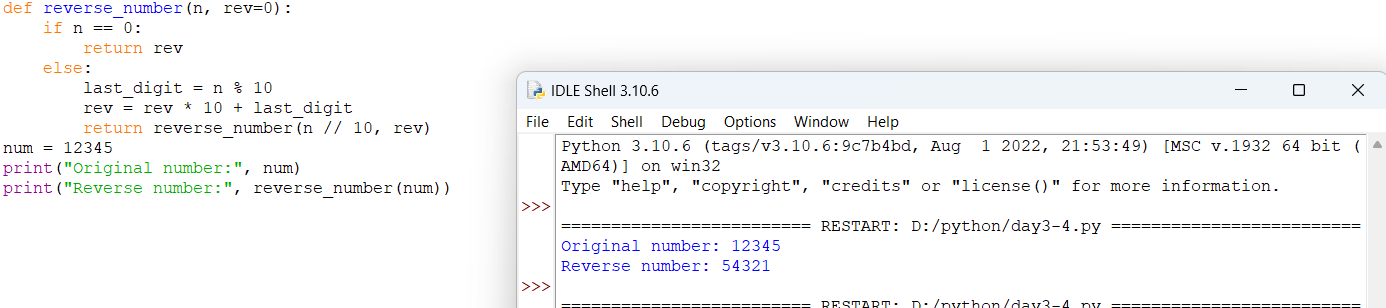 def reverse_number(n, rev=0):
    if n == 0:
        return rev
    else:
        last_digit = n % 10
        rev = rev * 10 + last_digit
        return reverse_number(n // 10, rev)
num = 12345
print("Original number:", num)
print("Reverse number:", reverse_number(num))
IDLE Shell 3.10.6
File Edit Shell Debug Options Window Help
Python 3.10.6 (tags/v3.10.6:9c7b4bd, Aug  1 2022, 21:53:49) [MSC v.1932 64 bit (
AMD64)] on win32
Type "help", "copyright", "credits" or "license()" for more information.
>>>
========================= RESTART: D:/python/day3-4.py =========================
Original number: 12345
Reverse number: 54321
>>>
========================= RESTART: D:/python/day3-4.py =========================